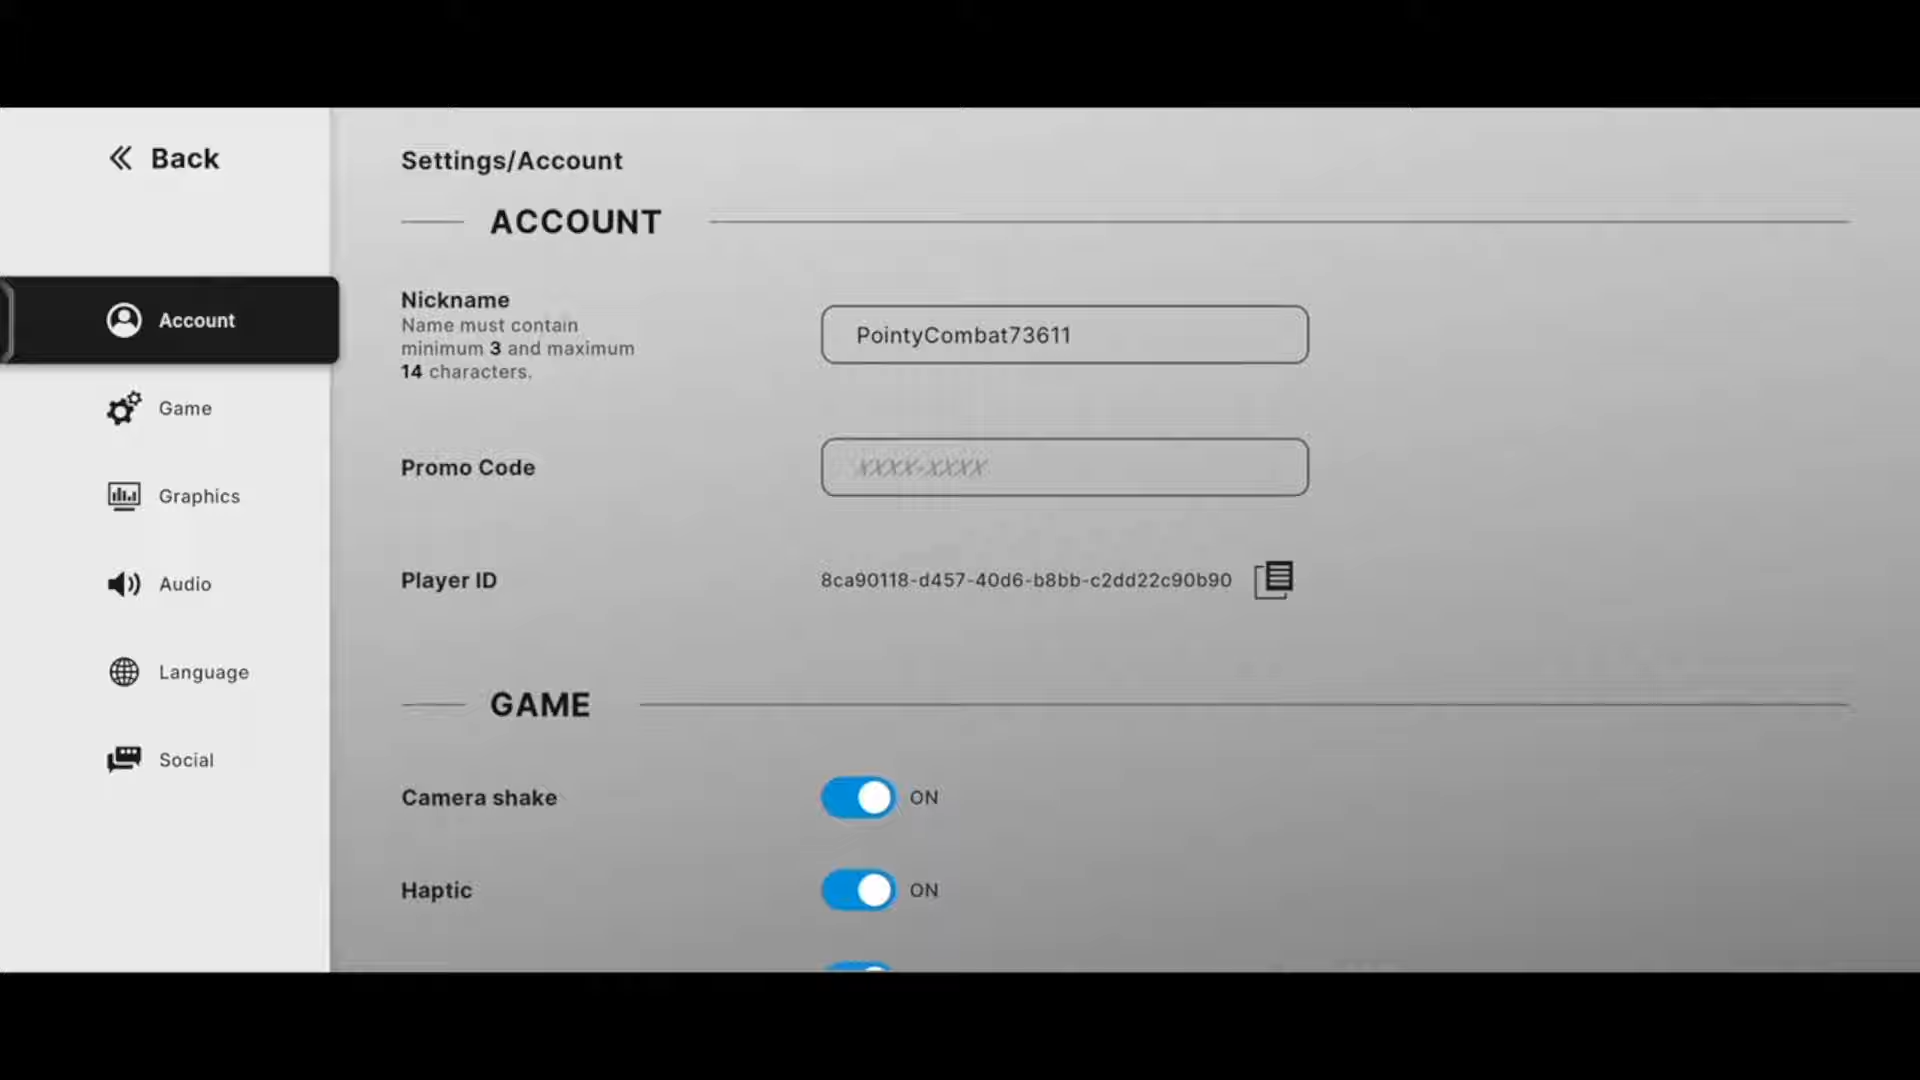 Back
Account
Game
Graphics
Audio
Language
Social
Settings/Account
ACCOUNT
Nickname
Name must contain
minimum 3 and maximum
14 characters.
PointyCombat73611
Promo Code
XXXX-XXXX
Player ID
8ca90118-d457-40d6-b8bb-c2dd22c90b90
GAME
Camera shake
ON
Haptic
ON